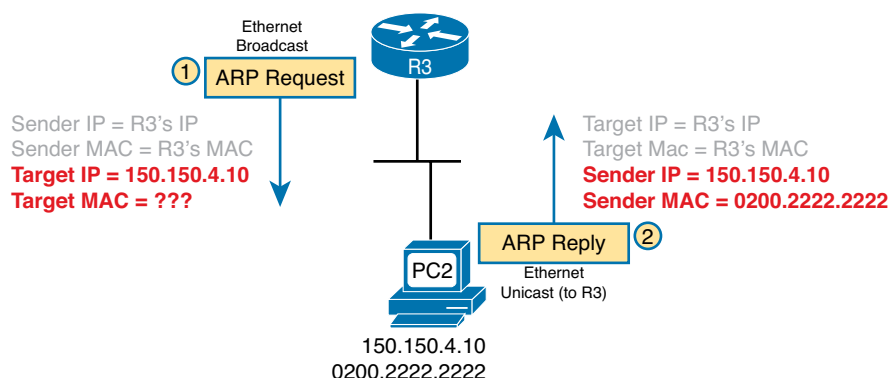 Ethernet
Broadcast
1
ARP Request
R3
Sender IP = R3's IP
Sender MAC = R3's MAC
Target IP = 150.150.4.10
Target MAC = ???
Target IP = R3's IP
Target Mac = R3's MAC
Sender IP = 150.150.4.10
Sender MAC = 0200.2222.2222
ARP Reply
2
Ethernet
Unicast (to R3)
PC2
150.150.4.10
0200.2222.2222